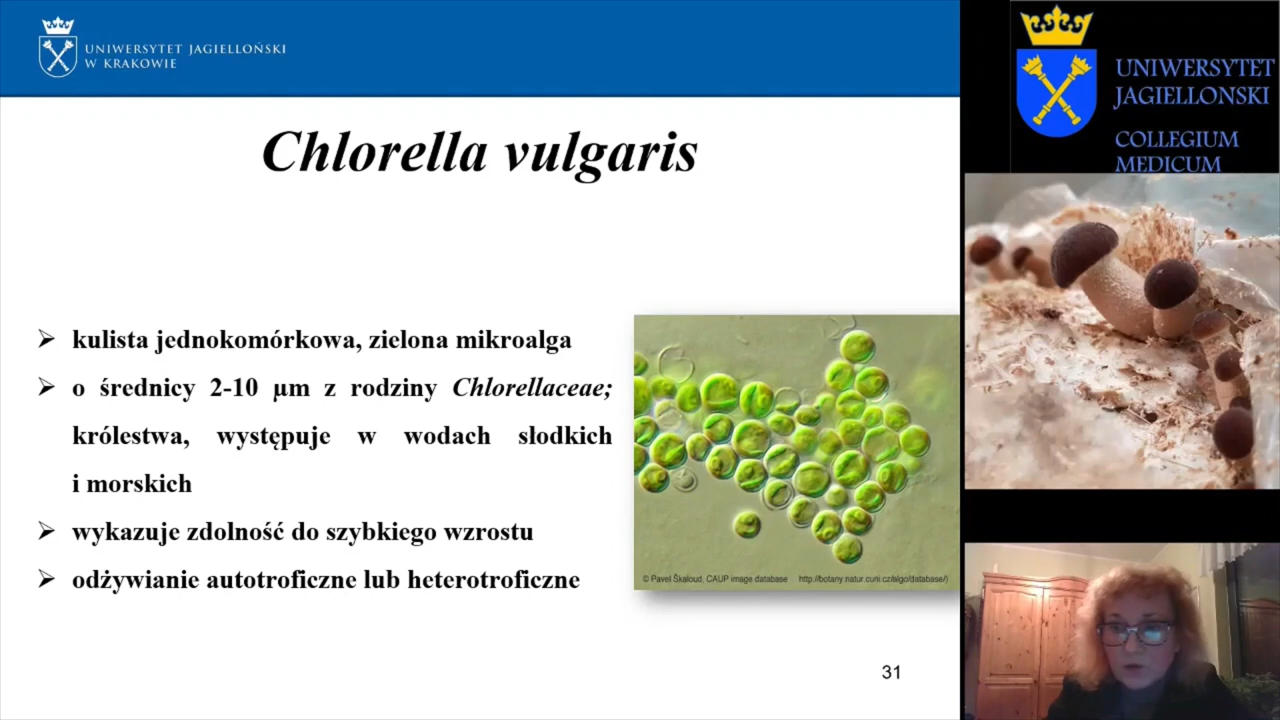 UNIWERSYTET JAGIELLOŃSKI
W KRAKOWIE
Chlorella vulgaris
➢ kulista jednokomórkowa, zielona mikroalga
➢ o średnicy 2-10 µm z rodziny Chlorellaceae;
królestwa, występuje w wodach słodkich
i morskich
➢ wykazuje zdolność do szybkiego wzrostu
➢ odżywianie autotroficzne lub heterotroficzne
© Pavel Škaloud, CAUP image database http://botany.natur.cuni.cz/algo/database/)
31
UNIWERSYTET
JAGIELLONSKI
COLLEGIUM
MEDICUM